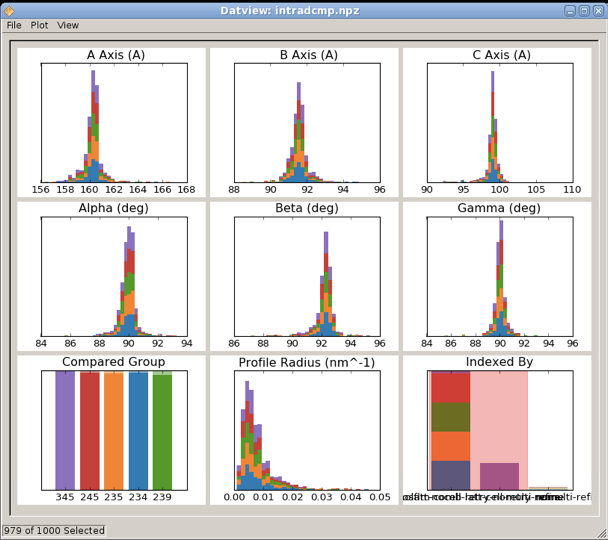 Datview: intradcmp.npz
File Plot View
A Axis (A)
B Axis (A)
C Axis (A)
156 158 160 162 164 166 168
88 90 92 94 96
90 95 100 105 110
Alpha (deg)
Beta (deg)
Gamma (deg)
84 86 88 90 92 94
86 88 90 92 94 96
84 86 88 90 92 94 96
Compared Group
Profile Radius (nm^-1)
Indexed By
345 245 235 234 239
0.00 0.01 0.02 0.03 0.04 0.05
979 of 1000 Selected